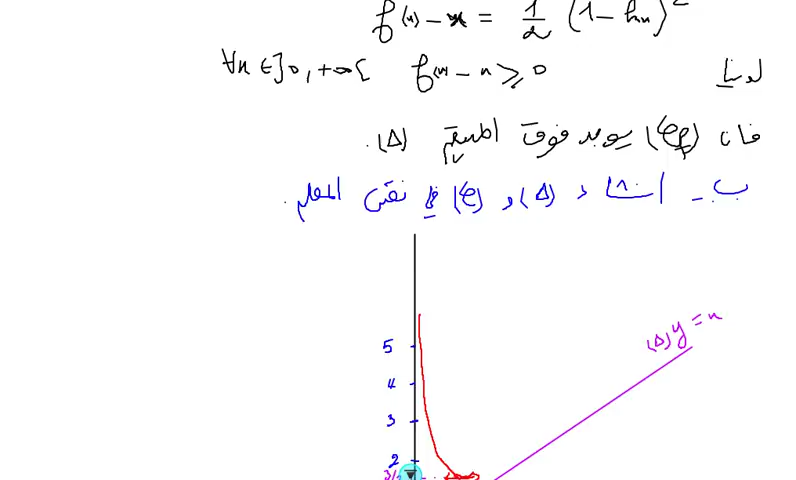 f(x) - x = 1/2 (1 - ln x)²
لدينا ∀x ∈ ]0, +∞[ f(x) - x ≥ 0
فان (Cf) يوجد فوق المستقيم (Δ).
ب - انشاء (Δ) و (Cf) في نفس المعلم.
(Δ) y = x
5
4
3
2
3/